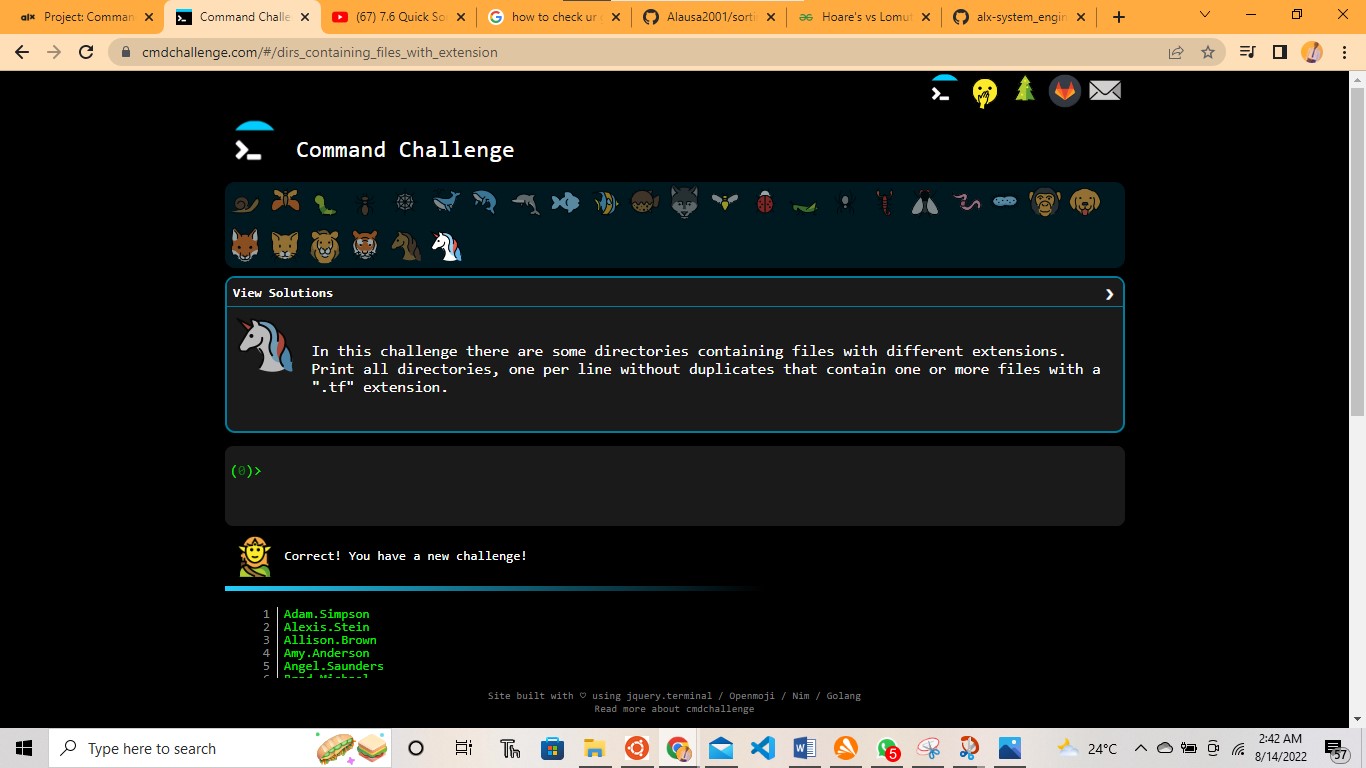 alx Project: Comman
Command Challe
(67) 7.6 Quick So
how to check ur
Alausa2001/sorti
Hoare's vs Lomut
alx-system_engin
cmdchallenge.com/#/dirs_containing_files_with_extension
Command Challenge
View Solutions
In this challenge there are some directories containing files with different extensions.
Print all directories, one per line without duplicates that contain one or more files with a
".tf" extension.
(0)>
Correct! You have a new challenge!
1 Adam.Simpson
2 Alexis.Stein
3 Allison.Brown
4 Amy.Anderson
5 Angel.Saunders
Site built with ♡ using jquery.terminal / Openmoji / Nim / Golang
Read more about cmdchallenge
Type here to search
Th
5
24°C
2:42 AM
8/14/2022
57